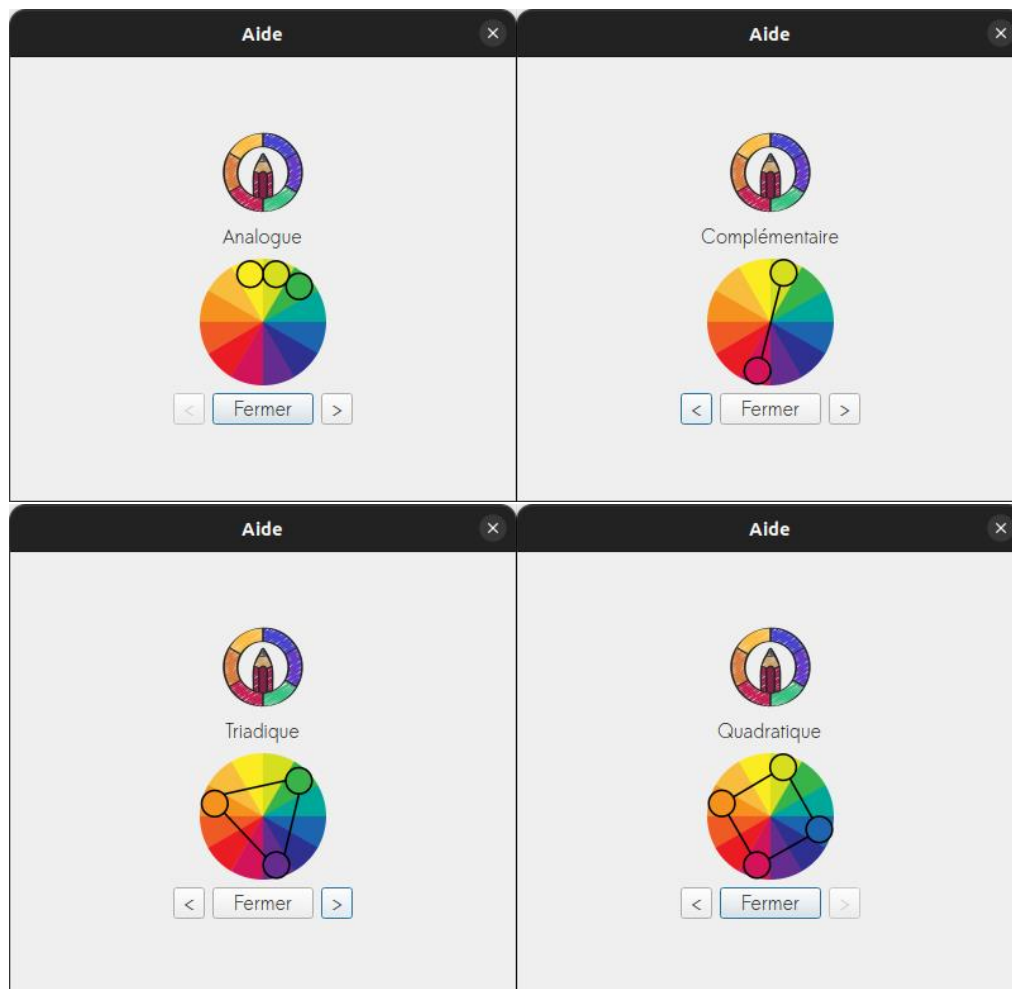 Aide
×
Aide
×
Analogue
Complémentaire
< Fermer >
< Fermer >
Aide
×
Aide
×
Triadique
Quadratique
< Fermer >
< Fermer >